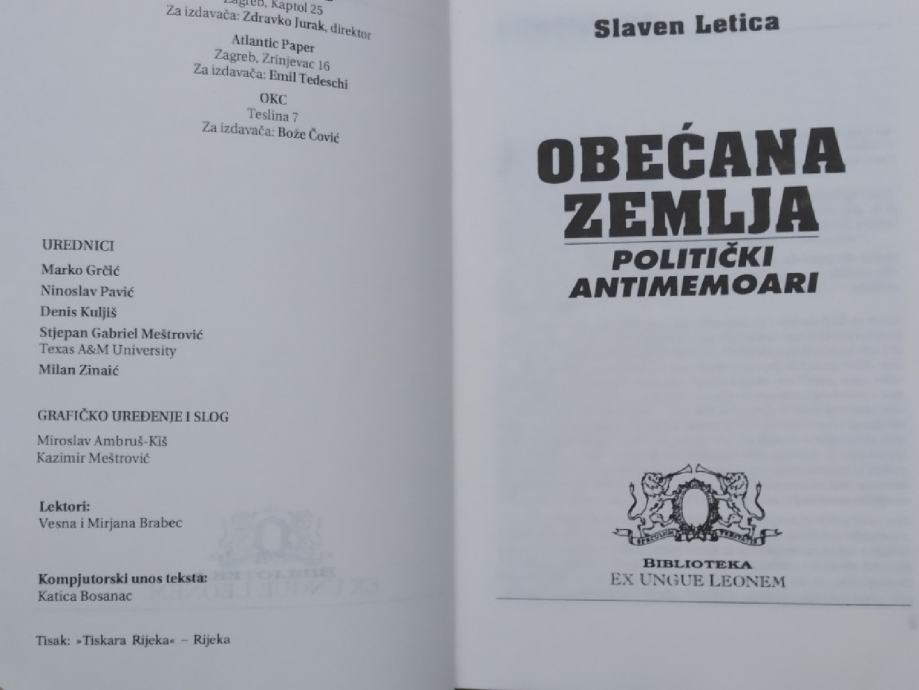 Zagreb, Kaptol 25
Za izdavača: Zdravko Jurak, direktor
Atlantic Paper
Zagreb, Zrinjevac 16
Za izdavača: Emil Tedeschi
OKC
Teslina 7
Za izdavača: Bože Čović
UREDNICI
Marko Grčić
Ninoslav Pavić
Denis Kuljiš
Stjepan Gabriel Meštrović
Texas A&M University
Milan Zinaić
GRAFIČKO UREĐENJE I SLOG
Miroslav Ambruš-Kiš
Kazimir Meštrović
Lektori:
Vesna i Mirjana Brabec
Kompjutorski unos teksta:
Katica Bosanac
Tisak: »Tiskara Rijeka« – Rijeka
Slaven Letica
OBEĆANA
ZEMLJA
POLITIČKI
ANTIMEMOARI
SPECULUM VERITATIS
BIBLIOTEKA
EX UNGUE LEONEM